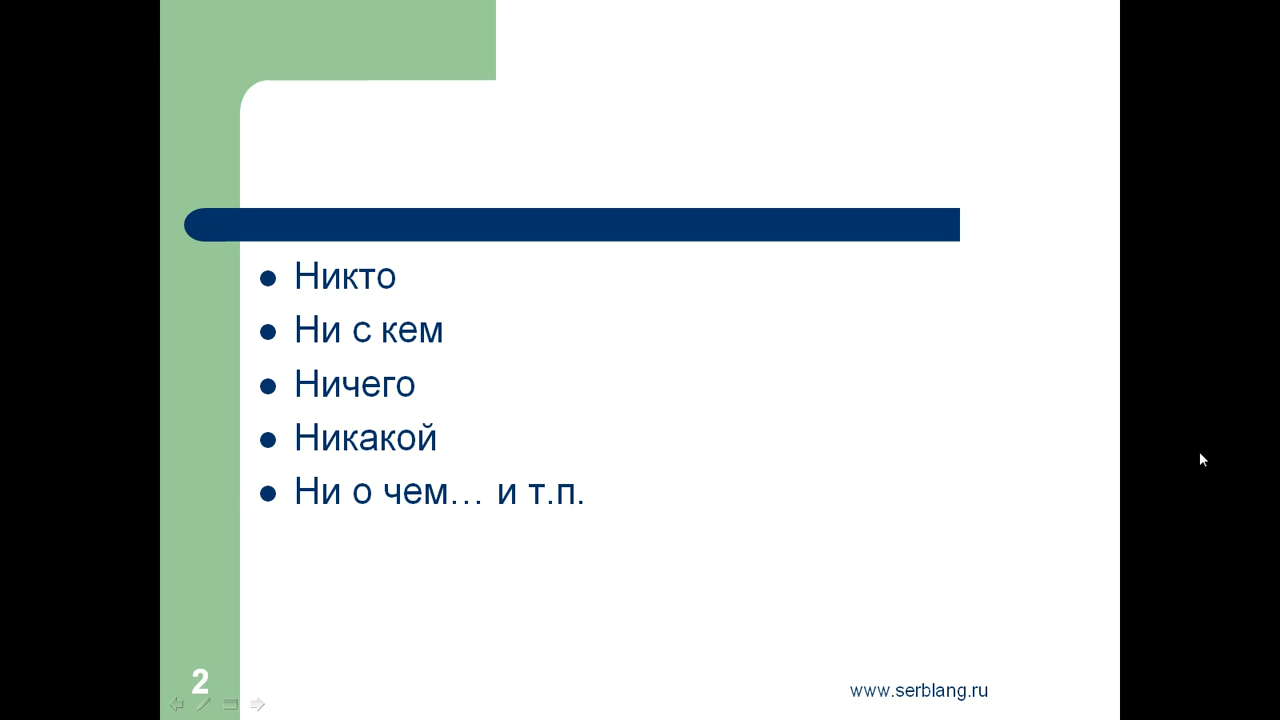 Никто
Ни с кем
Ничего
Никакой
Ни о чем… и т.п.
2
www.serblang.ru